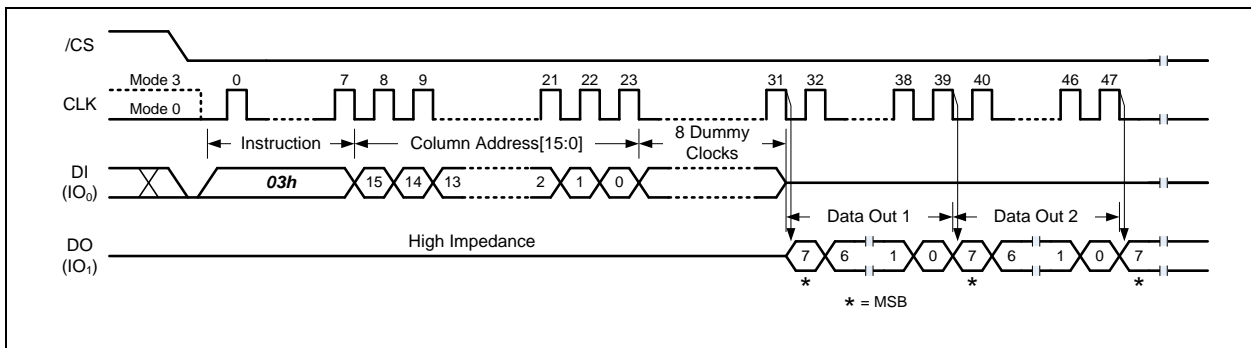 /CS
Mode 3 0 7 8 9 21 22 23 31 32 38 39 40 46 47
CLK
Mode 0
Instruction Column Address[15:0] 8 Dummy
Clocks
DI
(IO₀)
03h 15 14 13 2 1 0
Data Out 1 Data Out 2
DO
(IO₁)
High Impedance
7 6 1 0 7 6 1 0 7
* * *
* = MSB